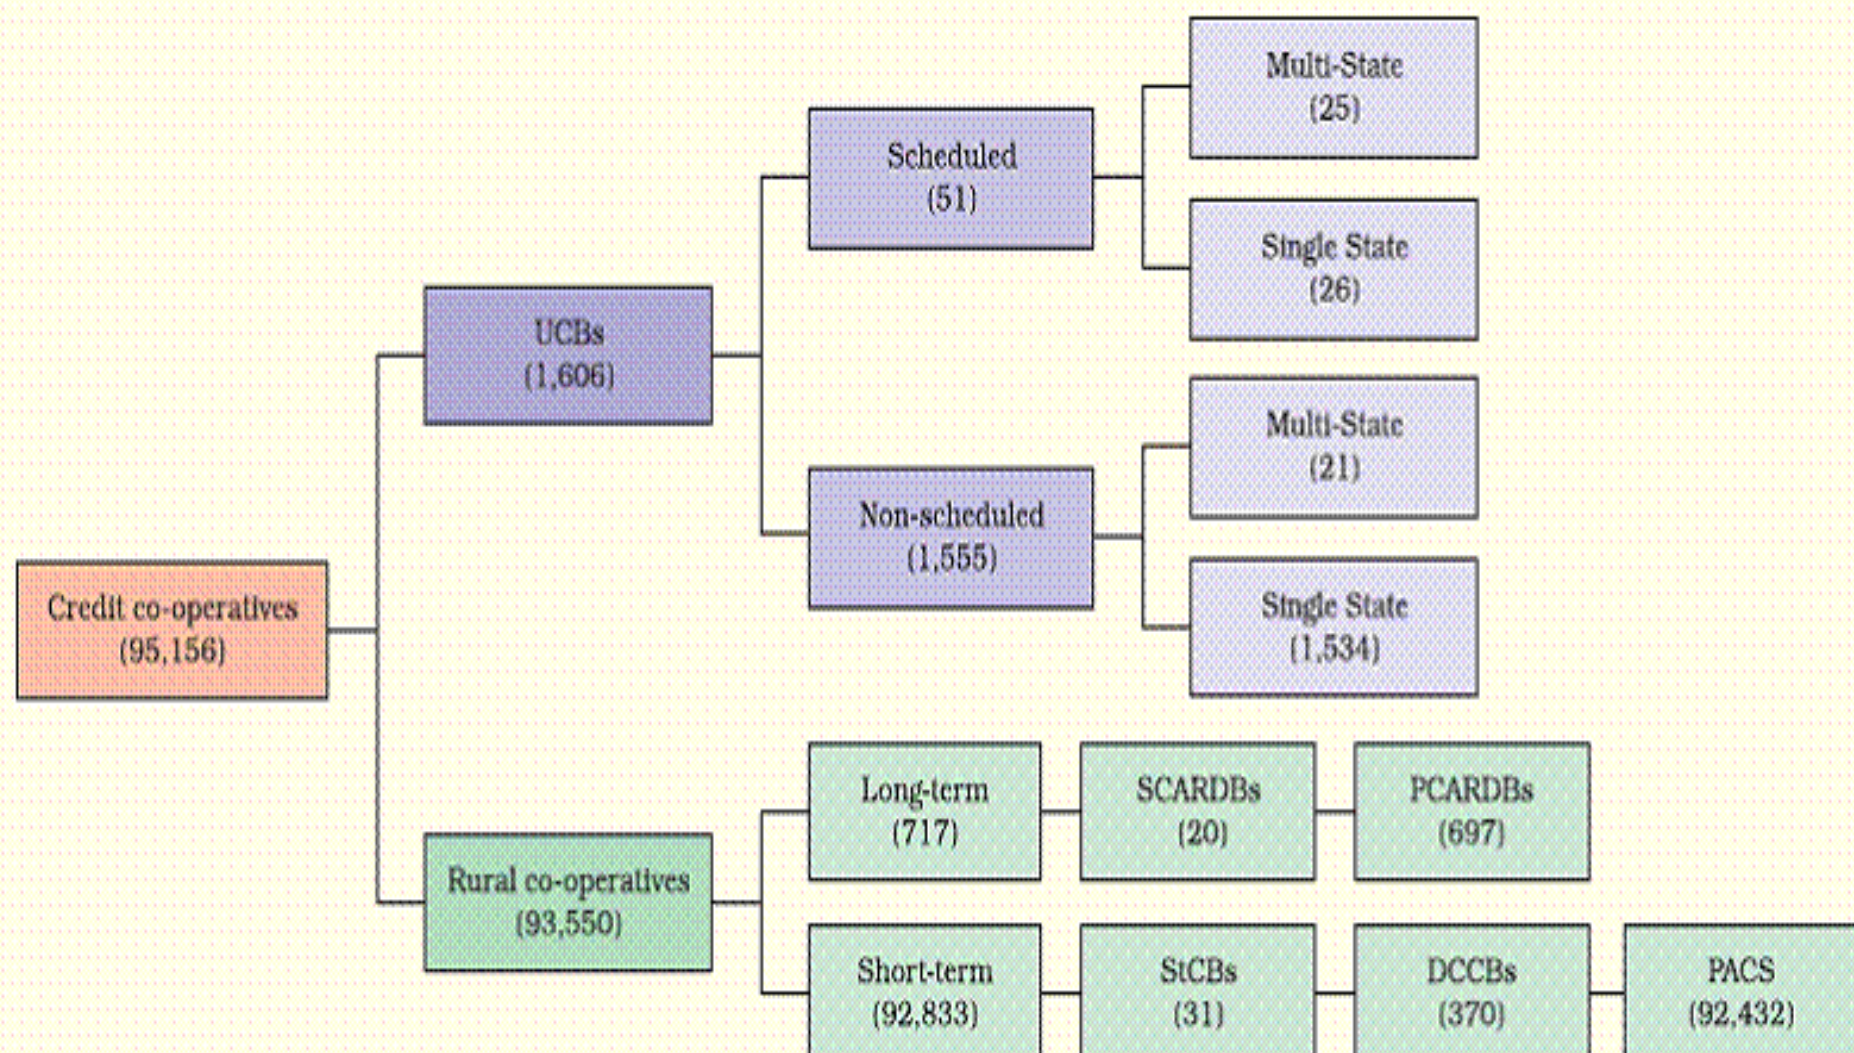 Multi-State
(25)
Scheduled
(51)
Single State
(26)
UCBs
(1,606)
Multi-State
(21)
Non-scheduled
(1,555)
Single State
(1,534)
Credit co-operatives
(95,156)
Long-term
(717)
SCARDBs
(20)
PCARDBs
(697)
Rural co-operatives
(93,550)
Short-term
(92,833)
StCBs
(31)
DCCBs
(370)
PACS
(92,432)